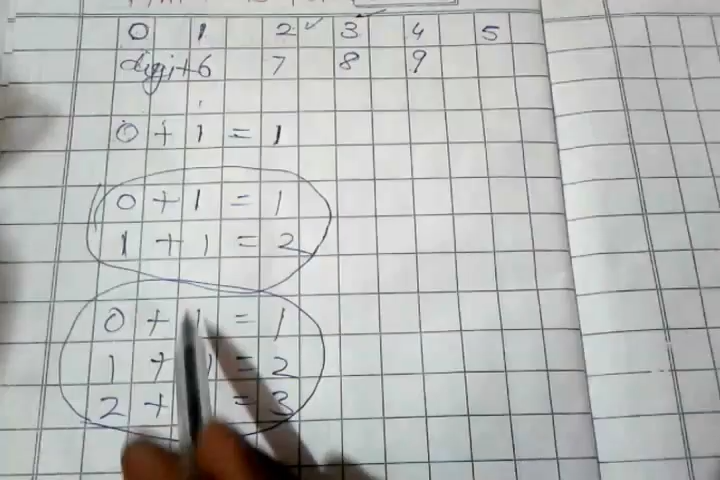 0 1 2 3 4 5
digit 6 7 8 9
0 + 1 = 1
0 + 1 = 1
1 + 1 = 2
0 + 1 = 1
1 + 1 = 2
2 + = 3